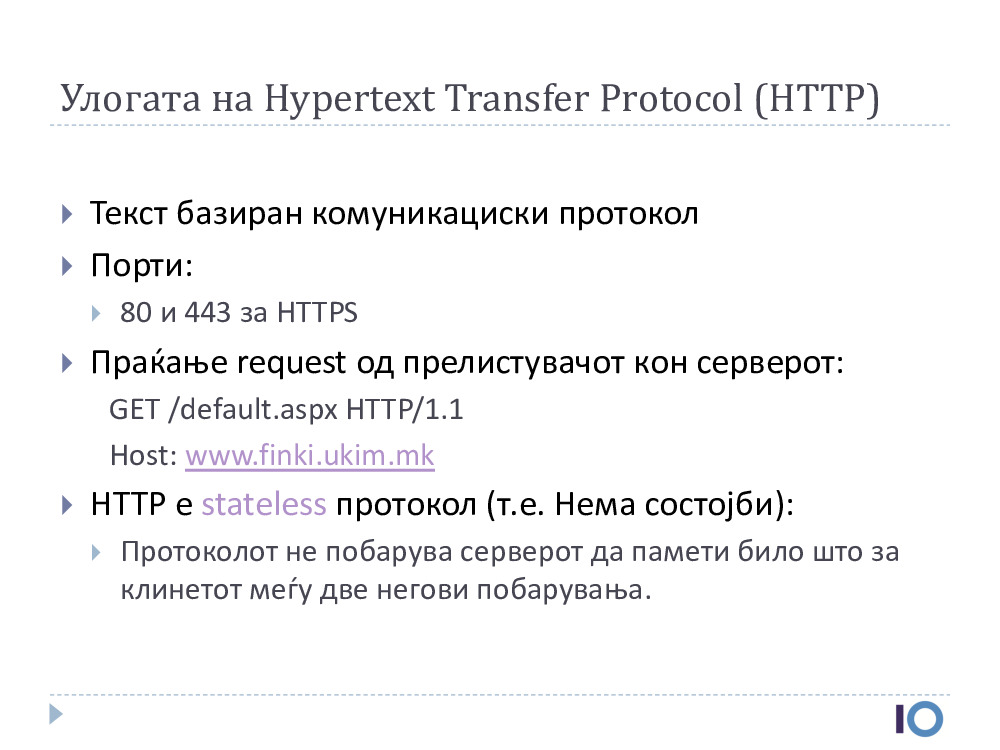 Улогата на Hypertext Transfer Protocol (HTTP)
Текст базиран комуникациски протокол
Порти:
80 и 443 за HTTPS
Праќање request од прелистувачот кон серверот:
GET /default.aspx HTTP/1.1
Host: www.finki.ukim.mk
HTTP е stateless протокол (т.е. Нема состојби):
Протоколот не побарува серверот да памети било што за
клинетот меѓу две негови побарувања.
IO